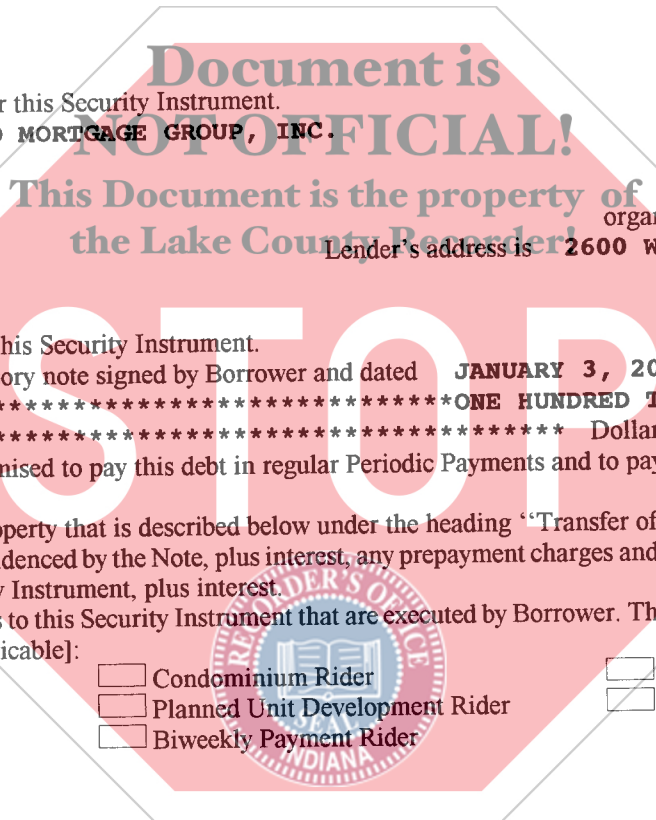 Document is
r this Security Instrument.
MORTGAGE GROUP, INC.
NOT OFFICIAL!
This Document is the property of
organ
the Lake County Recorder!
Lender's address is 2600 W
STOP
his Security Instrument.
ory note signed by Borrower and dated JANUARY 3, 20
****************************ONE HUNDRED T
*********************************** Dollar
mised to pay this debt in regular Periodic Payments and to pay
operty that is described below under the heading “Transfer of
idenced by the Note, plus interest, any prepayment charges and
y Instrument, plus interest.
s to this Security Instrument that are executed by Borrower. Th
icable]:
Condominium Rider
Planned Unit Development Rider
Biweekly Payment Rider
RECORDER'S OFFICE
SEAL
INDIANA